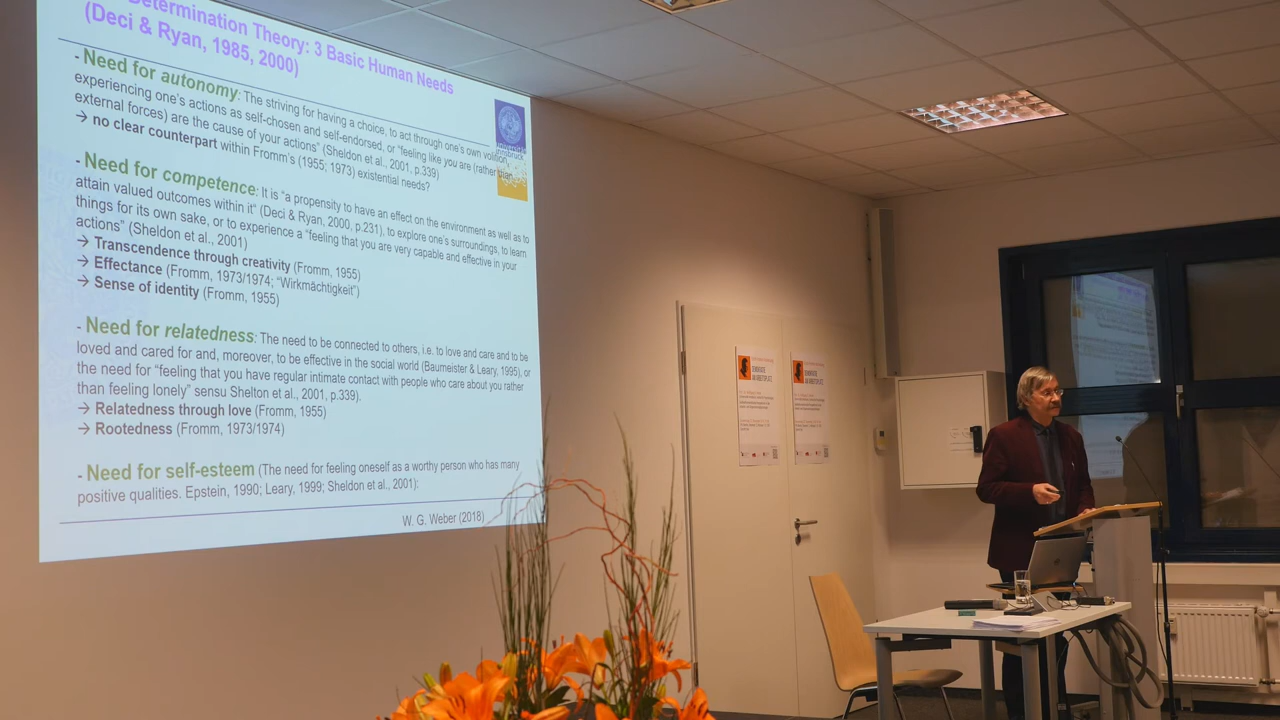 Determination Theory: 3 Basic Human Needs
(Deci & Ryan, 1985, 2000)
- Need for autonomy: The striving for having a choice, to act through one's own volition,
experiencing one's actions as self-chosen and self-endorsed, or "feeling like you are (rather than
external forces) are the cause of your actions" (Sheldon et al., 2001, p.339)
→ no clear counterpart within Fromm's (1955; 1973) existential needs?
universität
innsbruck
- Need for competence: It is "a propensity to have an effect on the environment as well as to
attain valued outcomes within it" (Deci & Ryan, 2000, p.231), to explore one's surroundings, to learn
things for its own sake, or to experience a "feeling that you are very capable and effective in your
actions" (Sheldon et al., 2001)
→ Transcendence through creativity (Fromm, 1955)
→ Effectance (Fromm, 1973/1974; "Wirkmächtigkeit")
→ Sense of identity (Fromm, 1955)
- Need for relatedness: The need to be connected to others, i.e. to love and care and to be
loved and cared for and, moreover, to be effective in the social world (Baumeister & Leary, 1995), or
the need for "feeling that you have regular intimate contact with people who care about you rather
than feeling lonely" sensu Shelton et al., 2001, p.339).
→ Relatedness through love (Fromm, 1955)
→ Rootedness (Fromm, 1973/1974)
- Need for self-esteem (The need for feeling oneself as a worthy person who has many
positive qualities. Epstein, 1990; Leary, 1999; Sheldon et al., 2001):
W. G. Weber (2018)
DEMOKRATIE
AM ARBEITSPLATZ
DEMOKRATIE
AM ARBEITSPLATZ